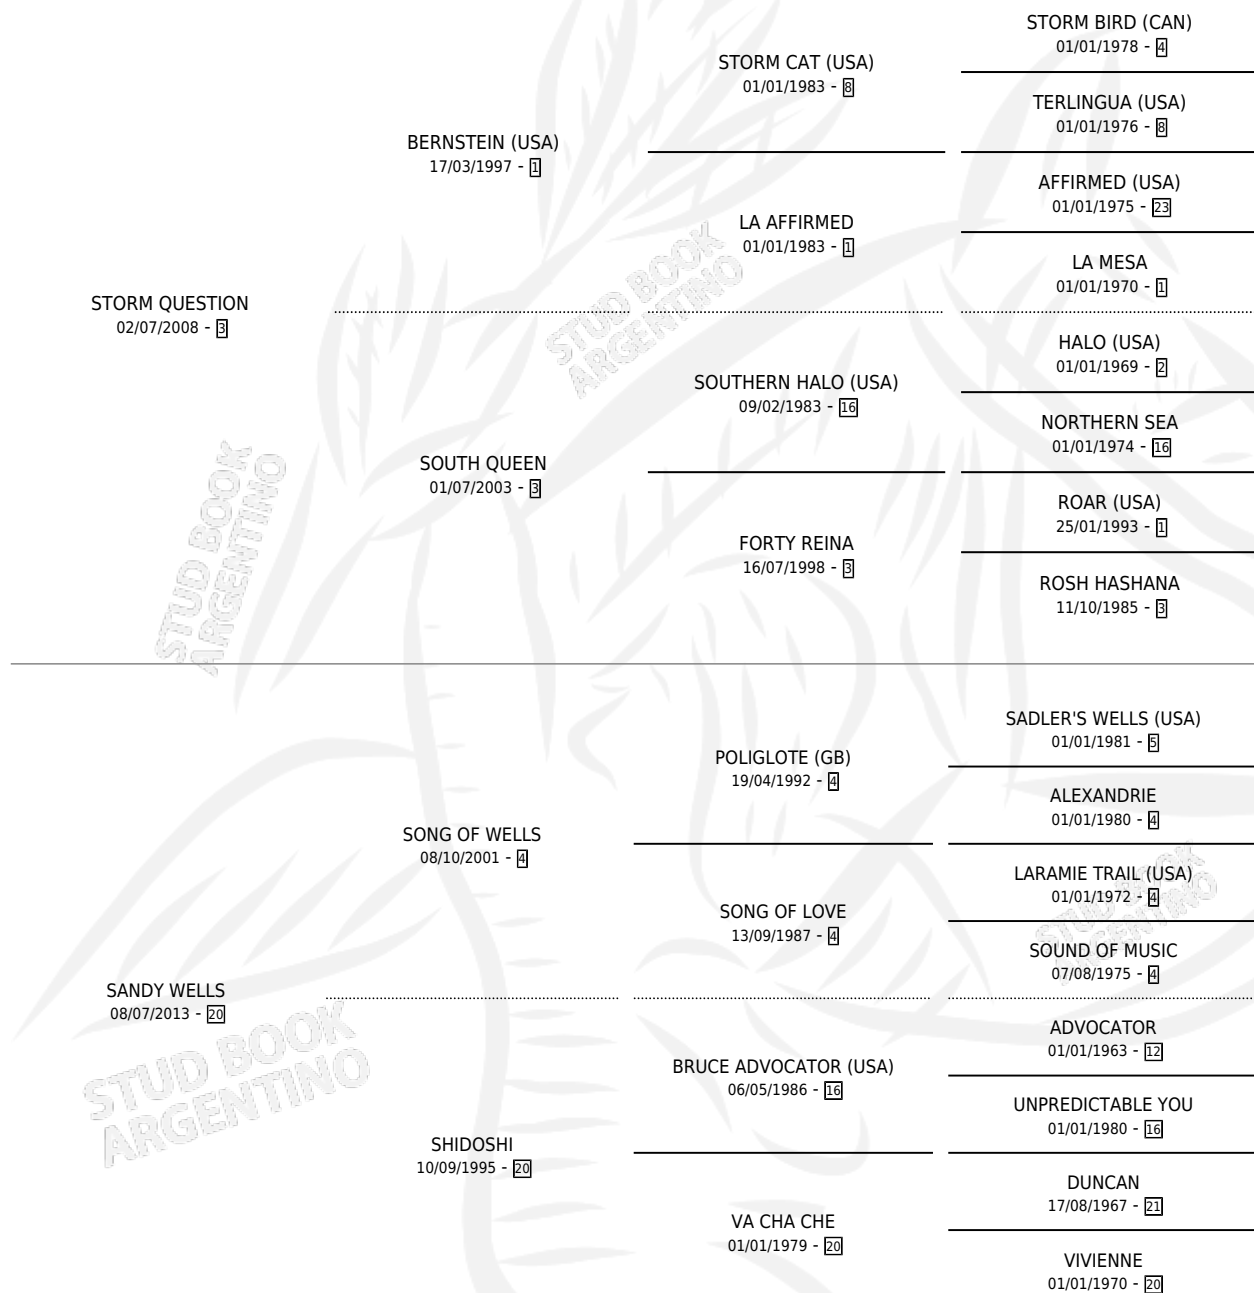 STORM BIRD (CAN)
01/01/1978 - 4
STORM CAT (USA)
01/01/1983 - 8
TERLINGUA (USA)
01/01/1976 - 8
BERNSTEIN (USA)
17/03/1997 - 1
AFFIRMED (USA)
01/01/1975 - 23
LA AFFIRMED
01/01/1983 - 1
LA MESA
01/01/1970 - 1
STORM QUESTION
02/07/2008 - 3
HALO (USA)
01/01/1969 - 2
SOUTHERN HALO (USA)
09/02/1983 - 16
NORTHERN SEA
01/01/1974 - 16
SOUTH QUEEN
01/07/2003 - 3
ROAR (USA)
25/01/1993 - 1
FORTY REINA
16/07/1998 - 3
ROSH HASHANA
11/10/1985 - 3
SADLER'S WELLS (USA)
01/01/1981 - 5
POLIGLOTE (GB)
19/04/1992 - 4
ALEXANDRIE
01/01/1980 - 4
SONG OF WELLS
08/10/2001 - 4
LARAMIE TRAIL (USA)
01/01/1972 - 4
SONG OF LOVE
13/09/1987 - 4
SOUND OF MUSIC
07/08/1975 - 4
SANDY WELLS
08/07/2013 - 20
ADVOCATOR
01/01/1963 - 12
BRUCE ADVOCATOR (USA)
06/05/1986 - 16
UNPREDICTABLE YOU
01/01/1980 - 16
SHIDOSHI
10/09/1995 - 20
DUNCAN
17/08/1967 - 21
VA CHA CHE
01/01/1979 - 20
VIVIENNE
01/01/1970 - 20
STUD BOOK
ARGENTINO
STUD BOOK
ARGENTINO
STUD BOOK
ARGENTINO
STUD BOOK
ARGENTINO